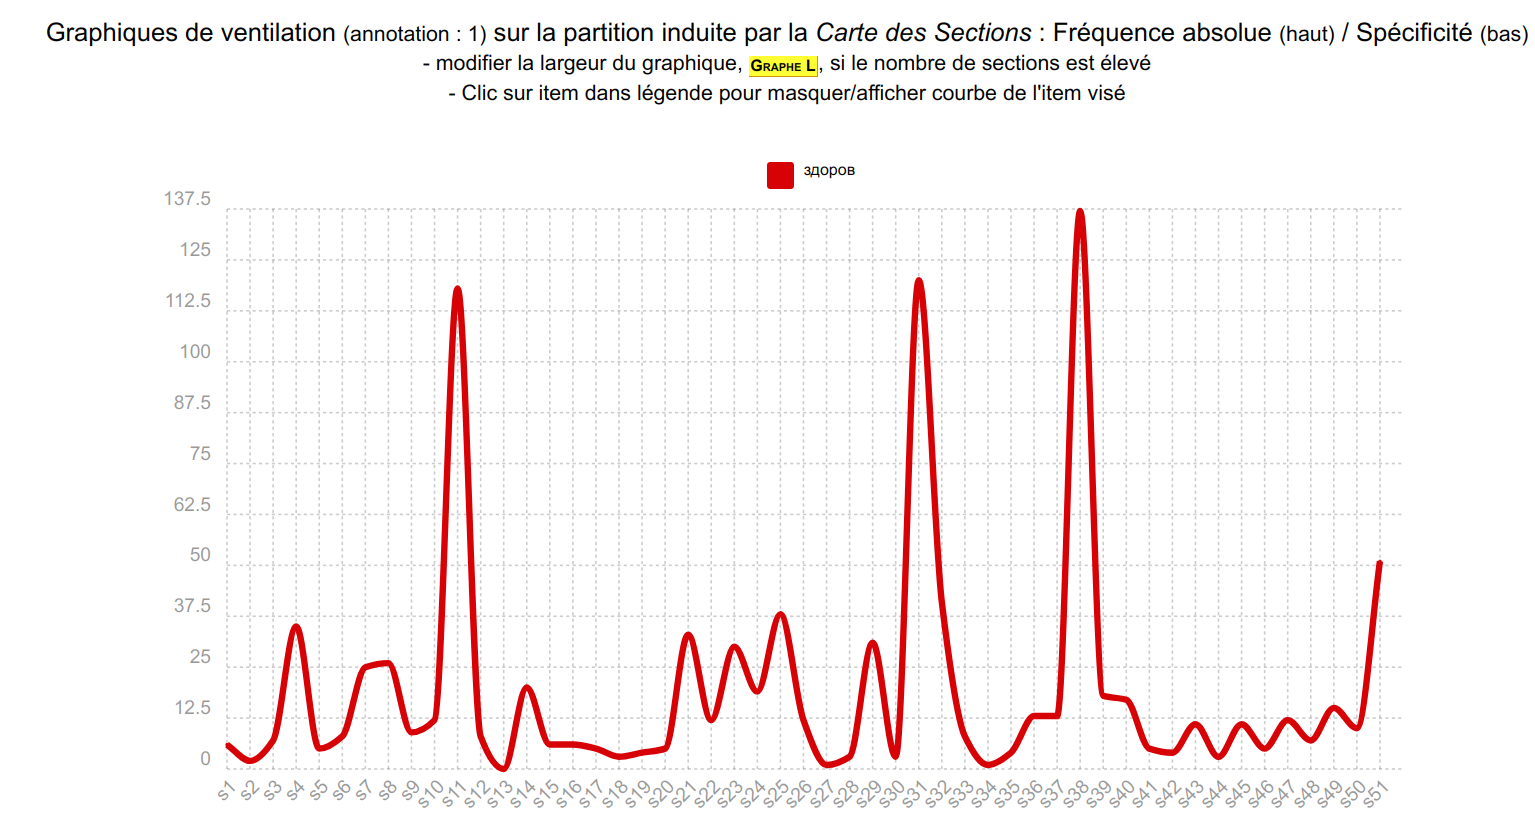 Graphiques de ventilation (annotation : 1) sur la partition induite par la Carte des Sections : Fréquence absolue (haut) / Spécificité (bas)
- modifier la largeur du graphique, GRAPHE L, si le nombre de sections est élevé
- Clic sur item dans légende pour masquer/afficher courbe de l'item visé
здоров
137.5
125
112.5
100
87.5
75
62.5
50
37.5
25
12.5
0
s1 s2 s3 s4 s5 s6 s7 s8 s9 s10 s11 s12 s13 s14 s15 s16 s17 s18 s19 s20 s21 s22 s23 s24 s25 s26 s27 s28 s29 s30 s31 s32 s33 s34 s35 s36 s37 s38 s39 s40 s41 s42 s43 s44 s45 s46 s47 s48 s49 s50 s51